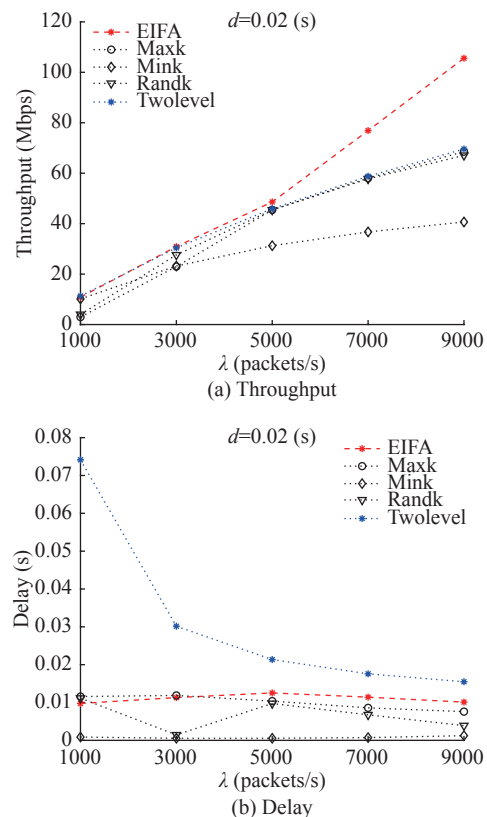 d=0.02 (s)
120
100
80
60
40
20
0
Throughput (Mbps)
EIFA
Maxk
Mink
Randk
Twolevel
1000 3000 5000 7000 9000
λ (packets/s)
(a) Throughput
d=0.02 (s)
0.08
0.07
0.06
0.05
0.04
0.03
0.02
0.01
0
Delay (s)
EIFA
Maxk
Mink
Randk
Twolevel
1000 3000 5000 7000 9000
λ (packets/s)
(b) Delay